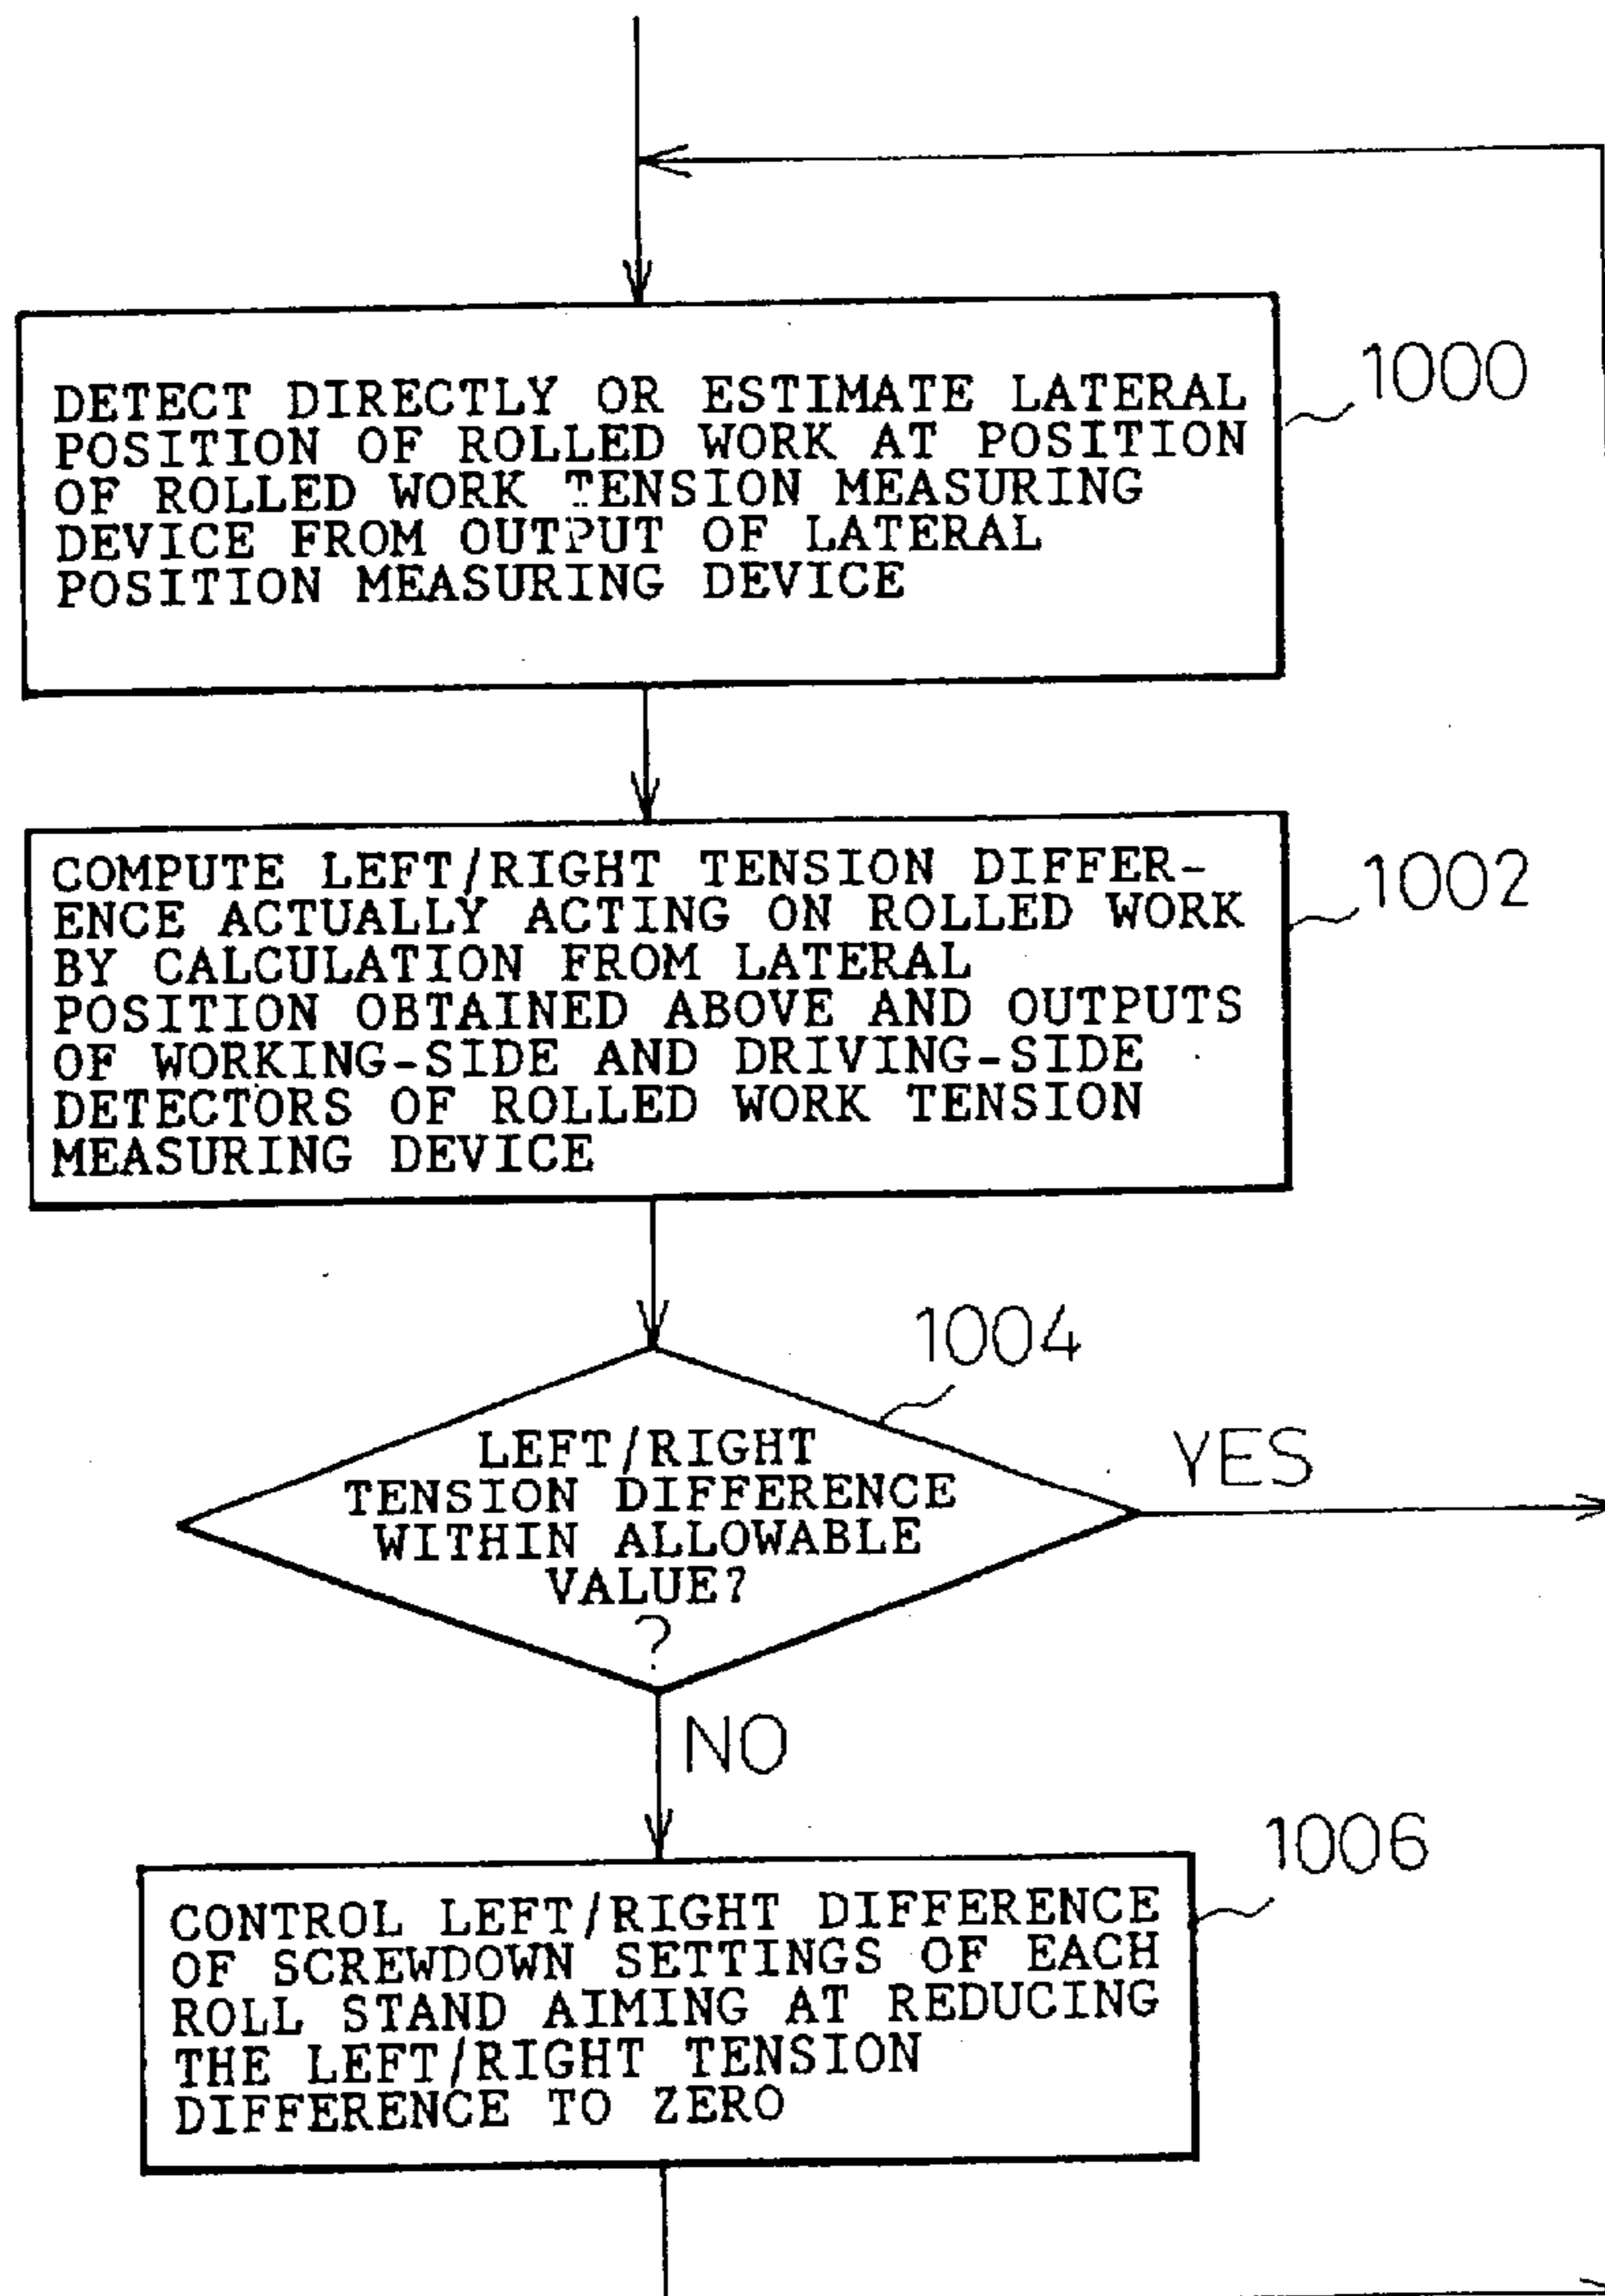 DETECT DIRECTLY OR ESTIMATE LATERAL
POSITION OF ROLLED WORK AT POSITION
OF ROLLED WORK TENSION MEASURING
DEVICE FROM OUTPUT OF LATERAL
POSITION MEASURING DEVICE
1000
COMPUTE LEFT/RIGHT TENSION DIFFER-
ENCE ACTUALLY ACTING ON ROLLED WORK
BY CALCULATION FROM LATERAL
POSITION OBTAINED ABOVE AND OUTPUTS
OF WORKING-SIDE AND DRIVING-SIDE
DETECTORS OF ROLLED WORK TENSION
MEASURING DEVICE
1002
1004
LEFT/RIGHT
TENSION DIFFERENCE
WITHIN ALLOWABLE
VALUE?
?
YES
NO
1006
CONTROL LEFT/RIGHT DIFFERENCE
OF SCREWDOWN SETTINGS OF EACH
ROLL STAND AIMING AT REDUCING
THE LEFT/RIGHT TENSION
DIFFERENCE TO ZERO